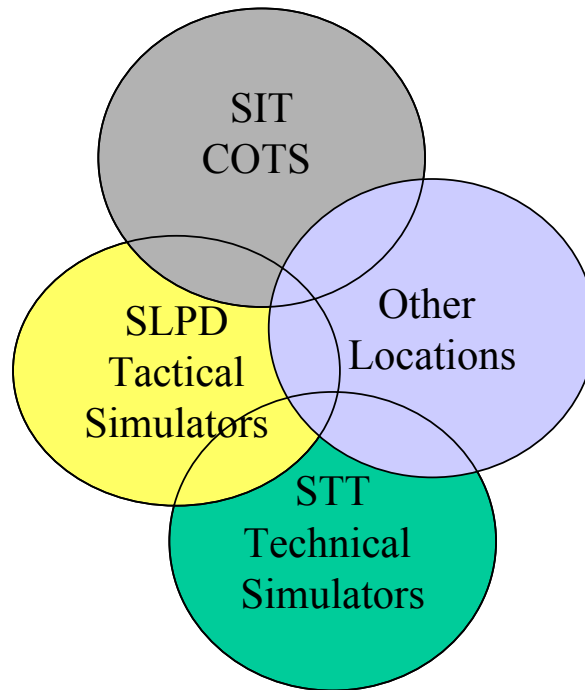 SIT
COTS
Other
Locations
SLPD
Tactical
Simulators
STT
Technical
Simulators